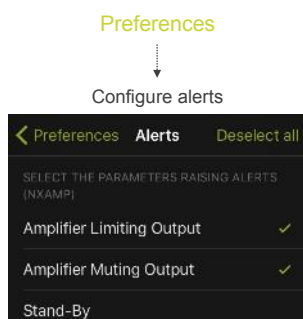 Preferences
Configure alerts
Preferences Alerts Deselect all
SELECT THE PARAMETERS RAISING ALERTS
(NXAMP)
Amplifier Limiting Output
Amplifier Muting Output
Stand-By